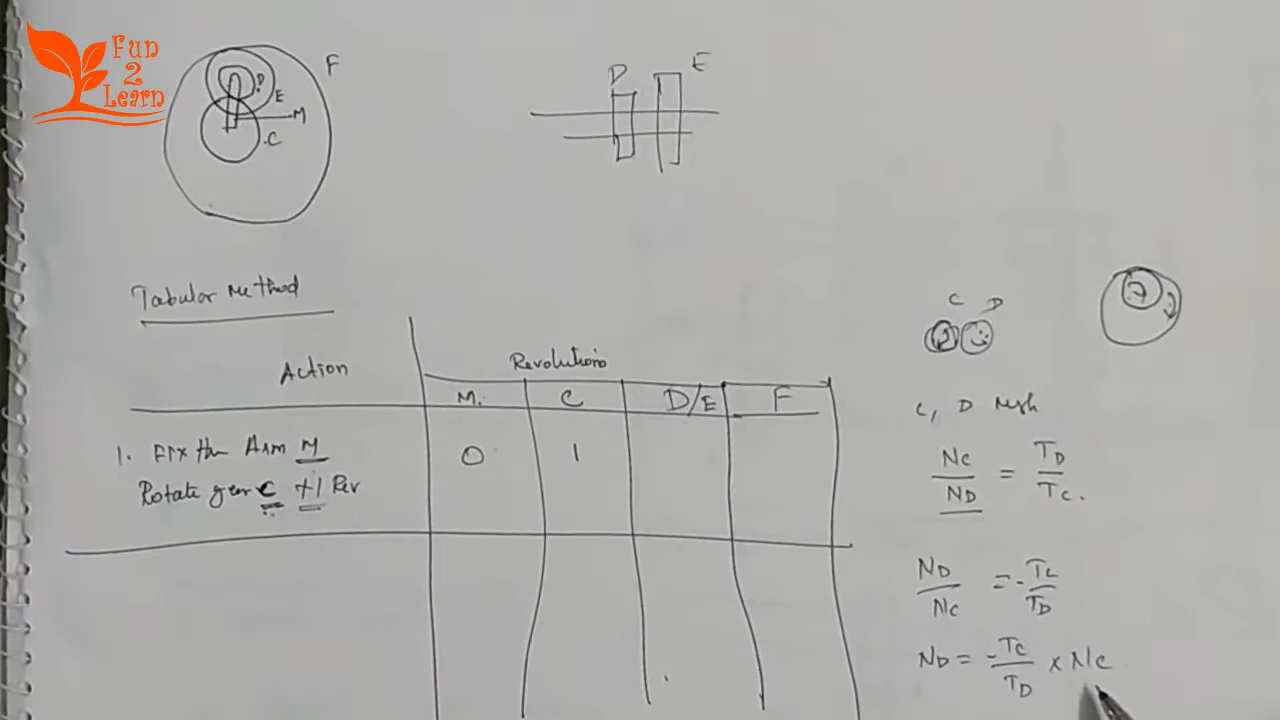 Fun
2
Learn
F
D
E
M
C
D
E
Tabular Method
Action
Revolutions
M.
C
D/E
F
1. Fix the Arm M
0
1
Rotate gear C +1 Rev
C
D
C, D mesh
NC/ND = TD/TC.
ND/NC = -TC/TD
ND = -TC/TD × NC